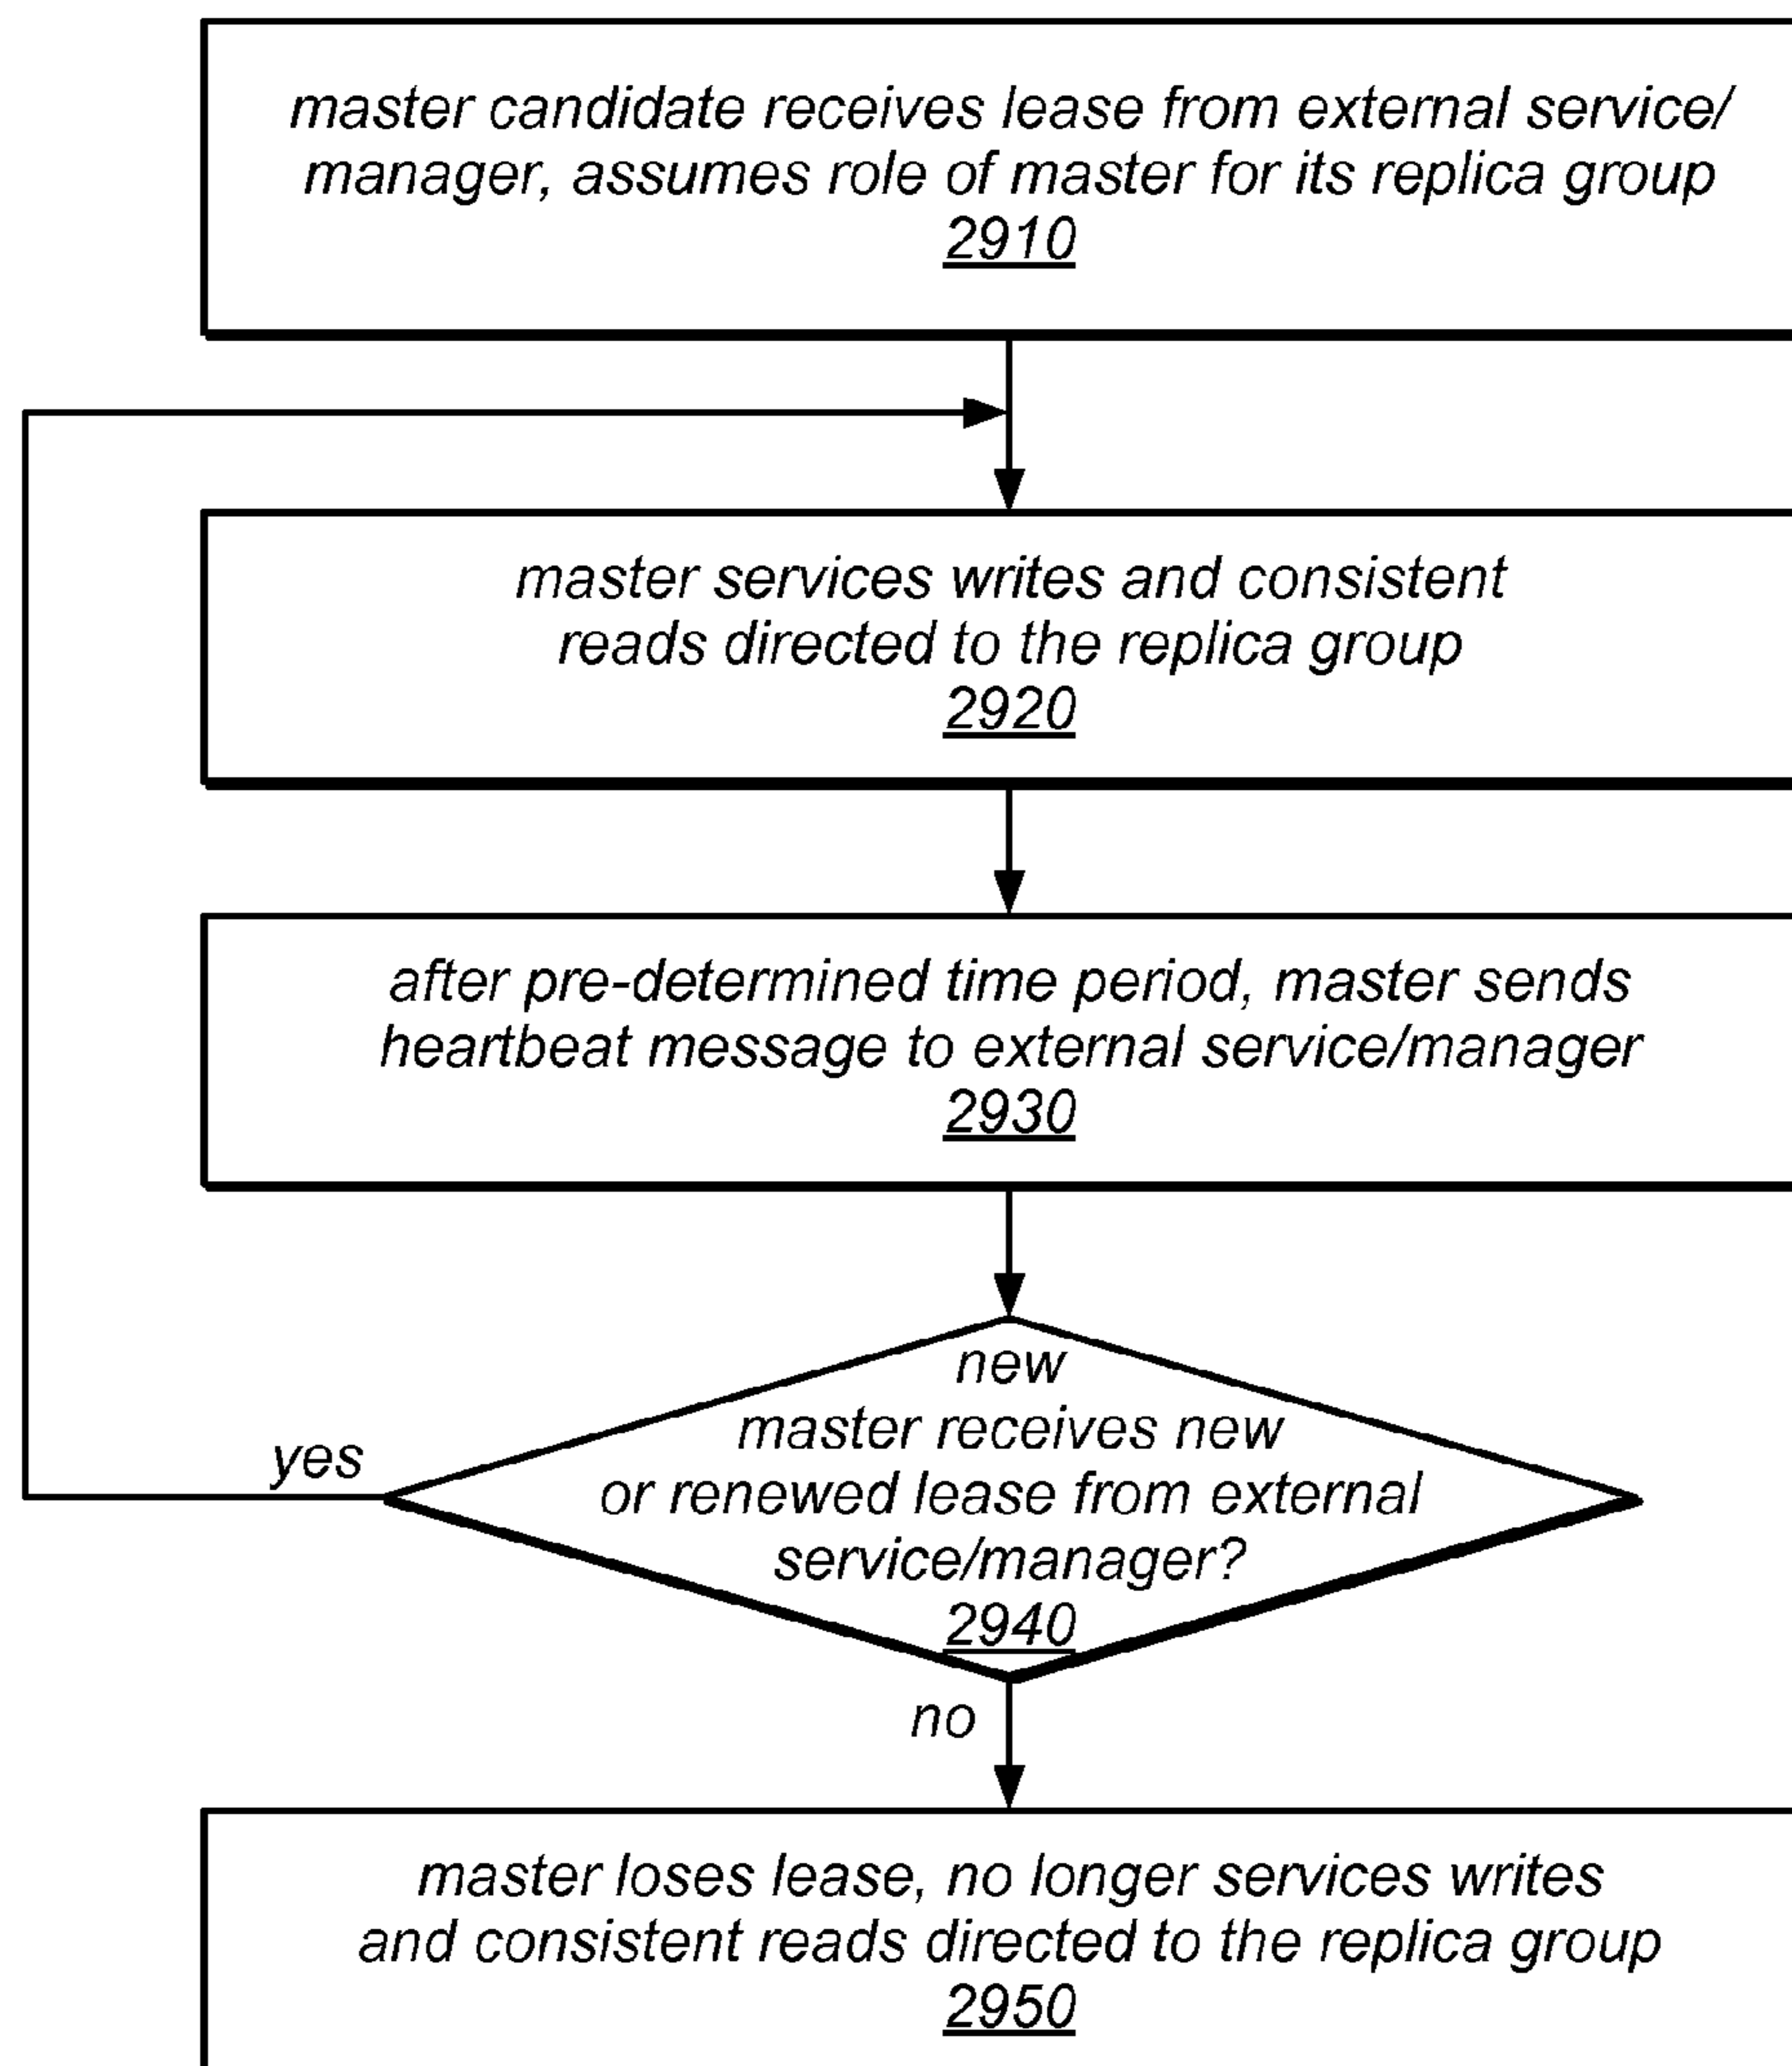 master candidate receives lease from external service/
manager, assumes role of master for its replica group
2910
master services writes and consistent
reads directed to the replica group
2920
after pre-determined time period, master sends
heartbeat message to external service/manager
2930
new
master receives new
or renewed lease from external
service/manager?
2940
yes
no
master loses lease, no longer services writes
and consistent reads directed to the replica group
2950